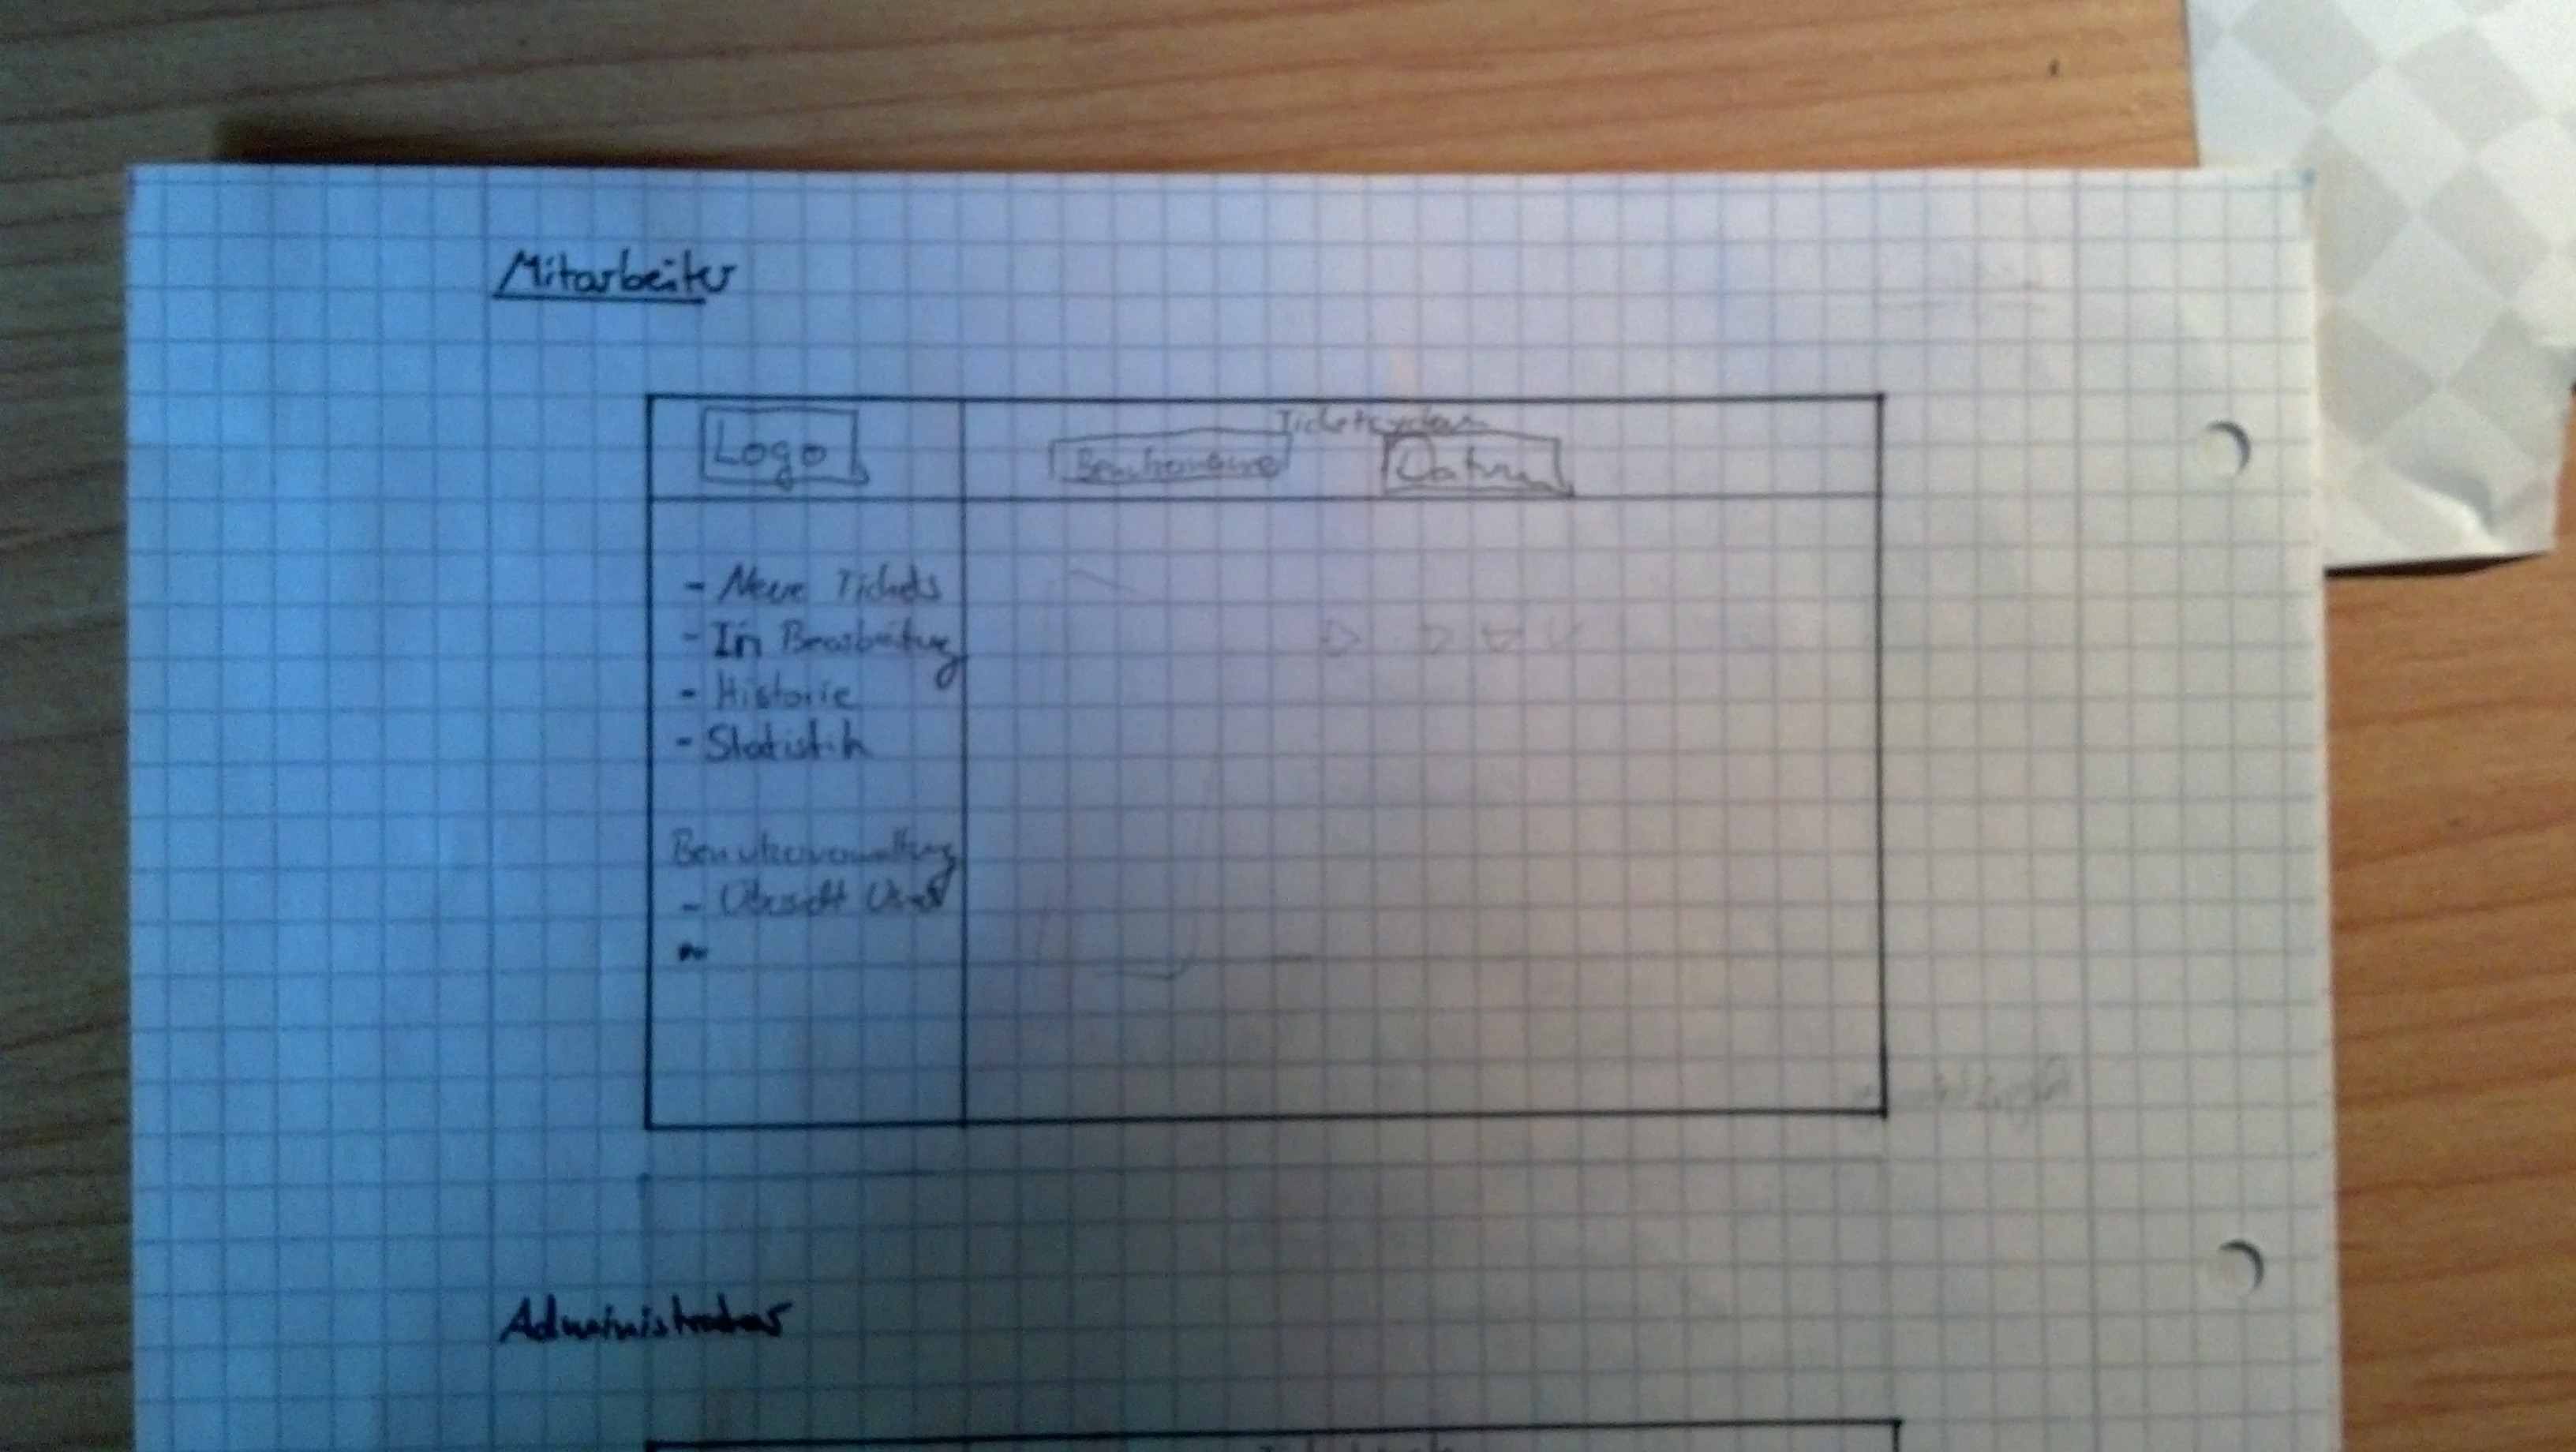 Mitarbeiter
Ticketsystem
Logo
Benutzername
Datum
- Neue Tickets
- In Bearbeitung
- Historie
- Statistik
Benutzerverwaltung
- Übersicht User
Administrator